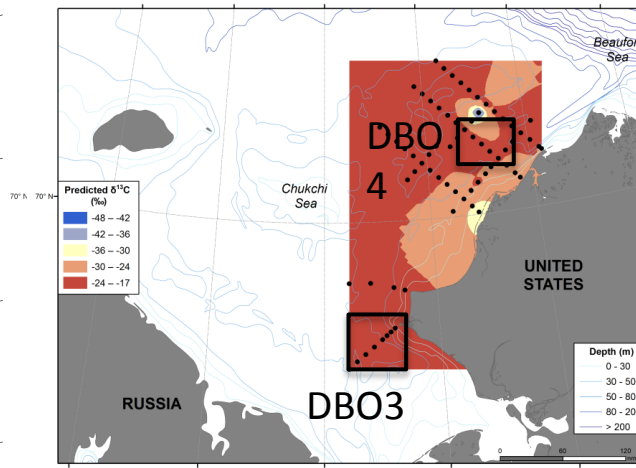 Beaufort
Sea
DBO
4
70° N
70° N
Chukchi
Sea
Predicted δ¹³C
(‰)
-48 – -42
-42 – -36
-36 – -30
-30 – -24
-24 – -17
UNITED
STATES
Depth (m)
0 - 30
30 - 50
50 - 80
80 - 200
> 200
RUSSIA
DBO3
0
60
120